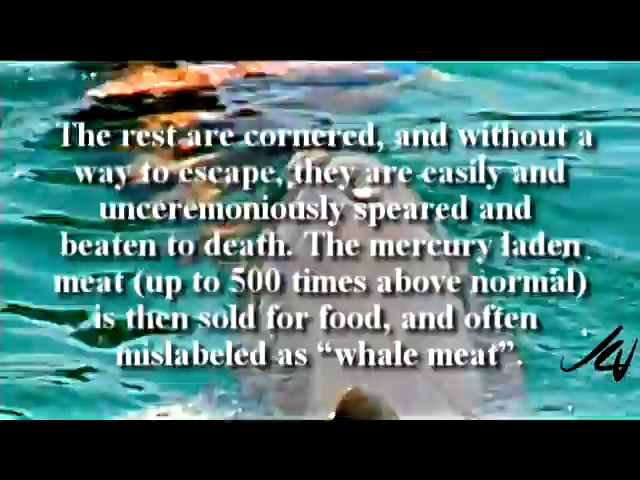 The rest are cornered, and without a
way to escape, they are easily and
unceremoniously speared and
beaten to death. The mercury laden
meat (up to 500 times above normal)
is then sold for food, and often
mislabeled as “whale meat”.